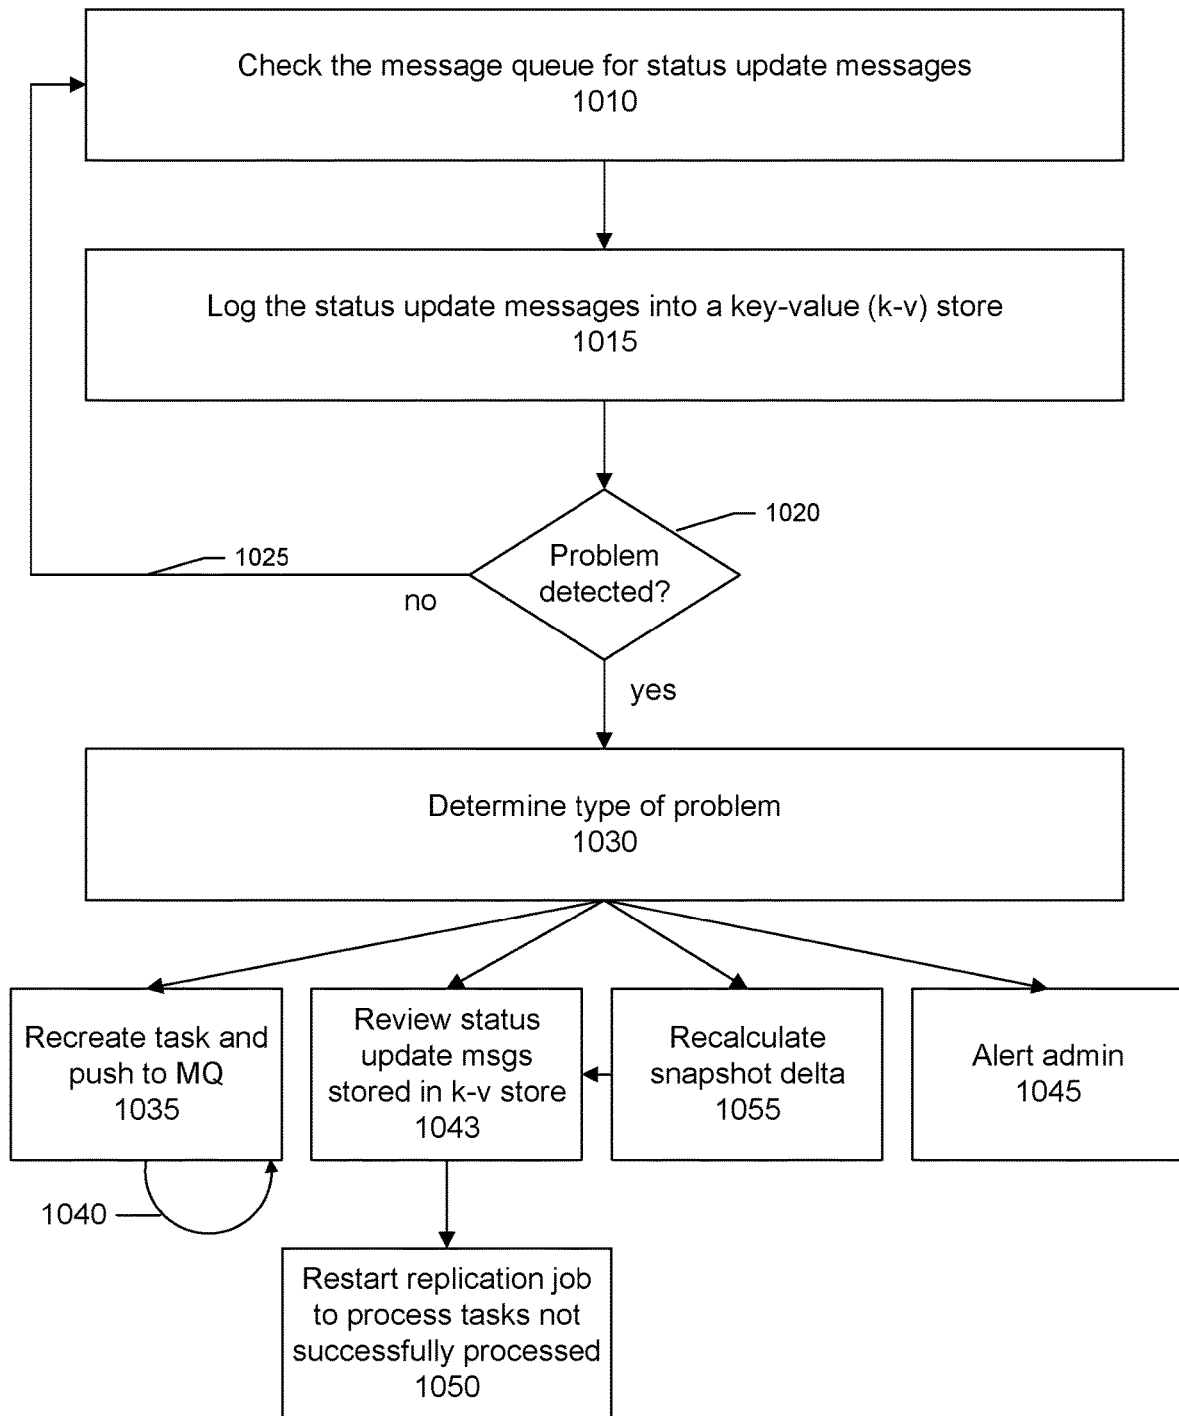 Check the message queue for status update messages
1010
Log the status update messages into a key-value (k-v) store
1015
1020
Problem
detected?
1025
no
yes
Determine type of problem
1030
Recreate task and
push to MQ
1035
Review status
update msgs
stored in k-v store
1043
Recalculate
snapshot delta
1055
Alert admin
1045
1040
Restart replication job
to process tasks not
successfully processed
1050